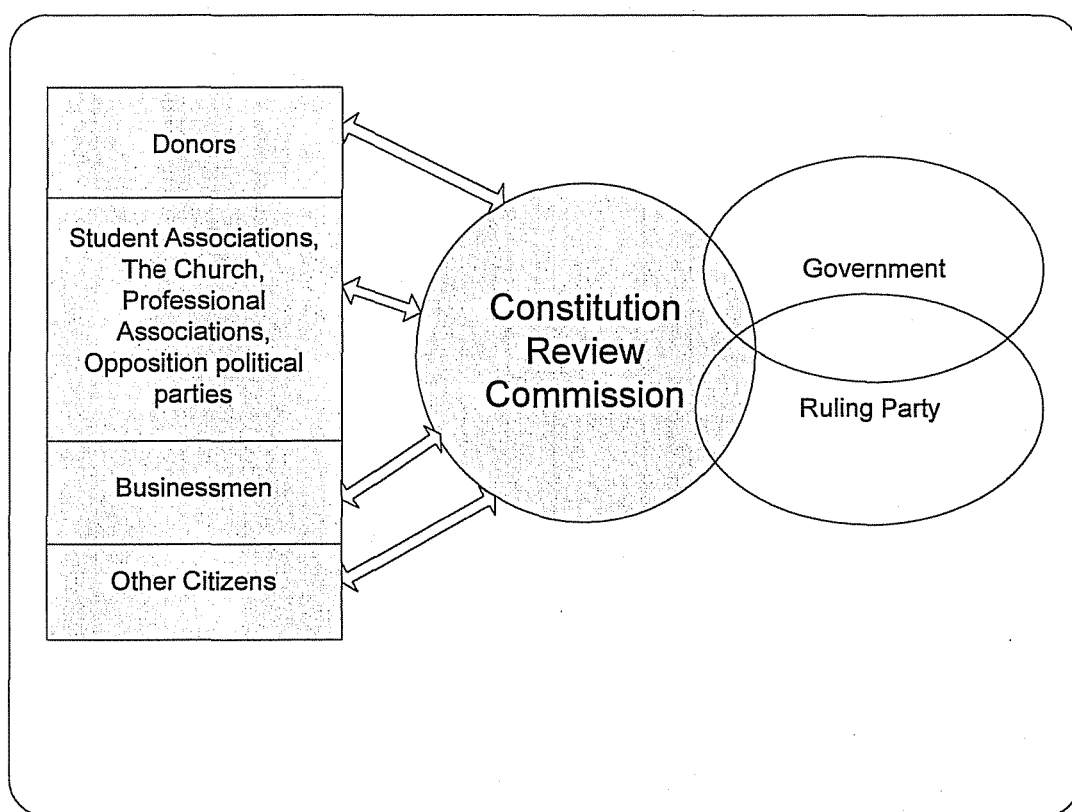 Donors
Student Associations,
The Church,
Professional
Associations,
Opposition political
parties
Businessmen
Other Citizens
Constitution
Review
Commission
Government
Ruling Party